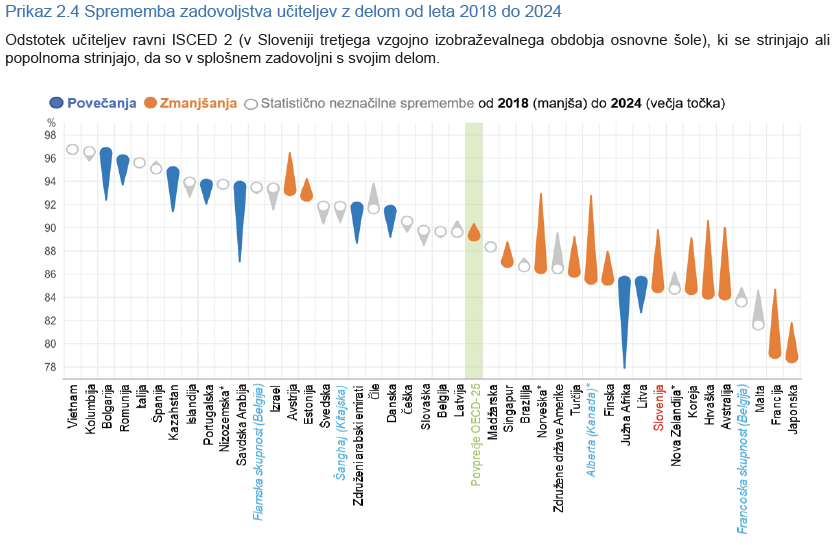 Prikaz 2.4 Sprememba zadovoljstva učiteljev z delom od leta 2018 do 2024
Odstotek učiteljev ravni ISCED 2 (v Sloveniji tretjega vzgojno izobraževalnega obdobja osnovne šole), ki se strinjajo ali
popolnoma strinjajo, da so v splošnem zadovoljni s svojim delom.
Povečanja Zmanjšanja Statistično neznačilne spremembe od 2018 (manjša) do 2024 (večja točka)
%
98
96
94
92
90
88
86
84
82
80
78
Vietnam
Kolumbija
Bolgarija
Romunija
Italija
Španija
Kazahstan
Islandija
Portugalska
Nizozemska*
Savdska Arabija
Flamska skupnost (Belgija)
Izrael
Avstrija
Estonija
Švedska
Šanghaj (Kitajska)
Združeni arabski emirati
Čile
Danska
Češka
Slovaška
Belgija
Latvija
Povprečje OECD-25
Madžarska
Singapur
Brazilija
Norveška*
Združene države Amerike
Turčija
Alberta (Kanada)*
Finska
Južna Afrika
Litva
Slovenija
Nova Zelandija*
Koreja
Hrvaška
Avstralija
Francoska skupnost (Belgija)
Malta
Francija
Japonska